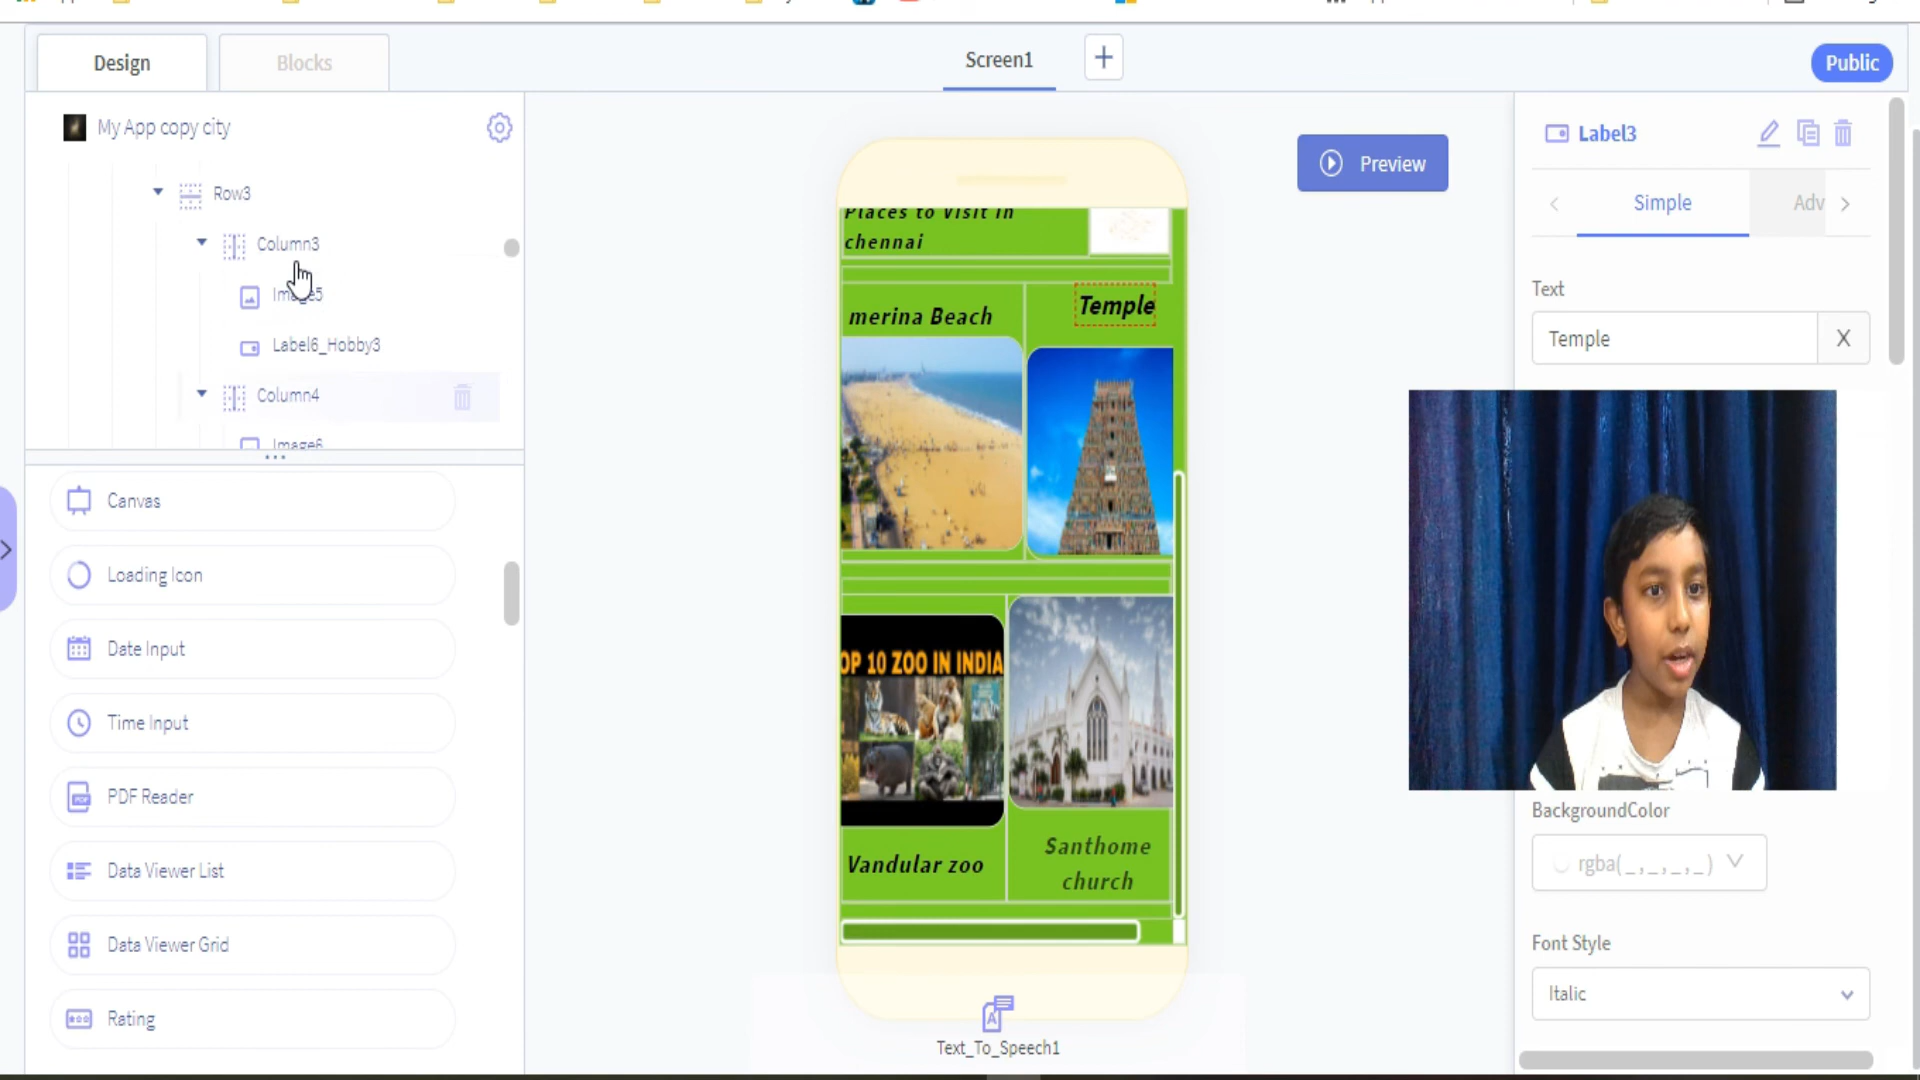 Design
Blocks
Screen1
Public
My App copy city
Row3
Column3
Image5
Label6_Hobby3
Column4
Image6
Canvas
Loading Icon
Date Input
Time Input
PDF Reader
Data Viewer List
Data Viewer Grid
Rating
Preview
Places to Visit in
chennai
merina Beach
Temple
OP 10 ZOO IN INDIA
Vandular zoo
Santhome
church
Text_To_Speech1
Label3
Simple
Adv
Text
Temple
X
BackgroundColor
rgba(_,_,_,_)
Font Style
Italic